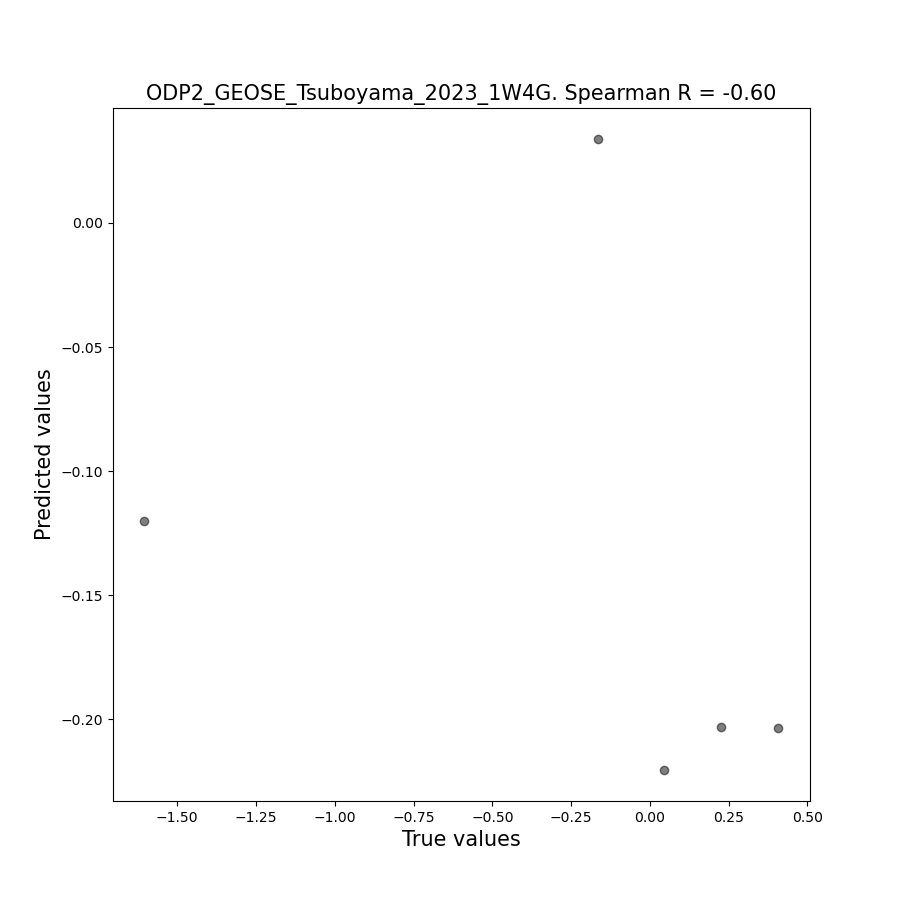 ODP2_GEOSE_Tsuboyama_2023_1W4G. Spearman R = -0.60
0.00
−0.05
−0.10
−0.15
−0.20
Predicted values
−1.50 −1.25 −1.00 −0.75 −0.50 −0.25 0.00 0.25 0.50
True values